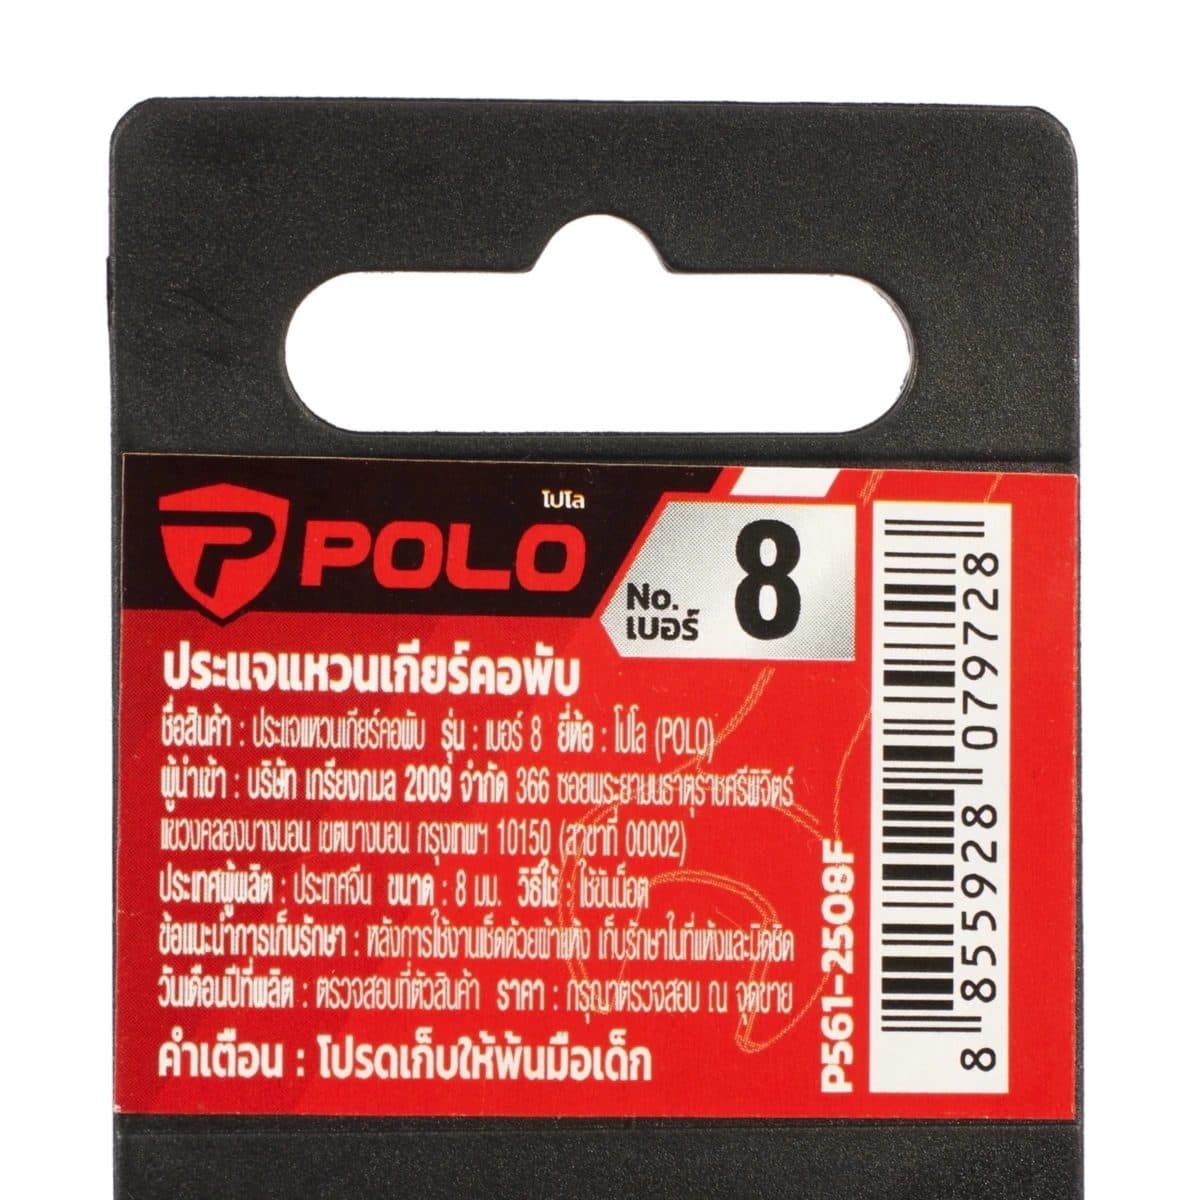 โปโล
POLO
No.
เบอร์
8
ประแจแหวนเกียร์คอพับ
ชื่อสินค้า : ประแจแหวนเกียร์คอพับ รุ่น : เบอร์ 8 ยี่ห้อ : โปโล (POLO)
ผู้นำเข้า : บริษัท เกรียงกมล 2009 จำกัด 366 ซอยพระยามนธาตุราชศรีพิจิตร์
แขวงคลองบางบอน เขตบางบอน กรุงเทพฯ 10150 (สาขาที่ 00002)
ประเทศผู้ผลิต : ประเทศจีน ขนาด : 8 มม. วิธีใช้ : ใช้ขันน็อต
ข้อแนะนำการเก็บรักษา : หลังการใช้งานเช็ดด้วยผ้าแห้ง เก็บรักษาในที่แห้งและมิดชิด
วันเดือนปีที่ผลิต : ตรวจสอบที่ตัวสินค้า ราคา : กรุณาตรวจสอบ ณ จุดขาย
คำเตือน : โปรดเก็บให้พ้นมือเด็ก
P561-2508F
8 855928 079728